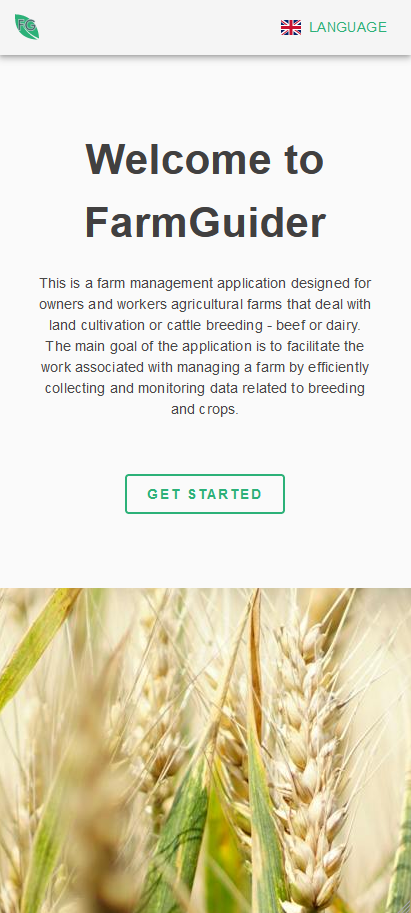 FG
LANGUAGE
Welcome to
FarmGuider
This is a farm management application designed for
owners and workers agricultural farms that deal with
land cultivation or cattle breeding - beef or dairy.
The main goal of the application is to facilitate the
work associated with managing a farm by efficiently
collecting and monitoring data related to breeding
and crops.
GET STARTED